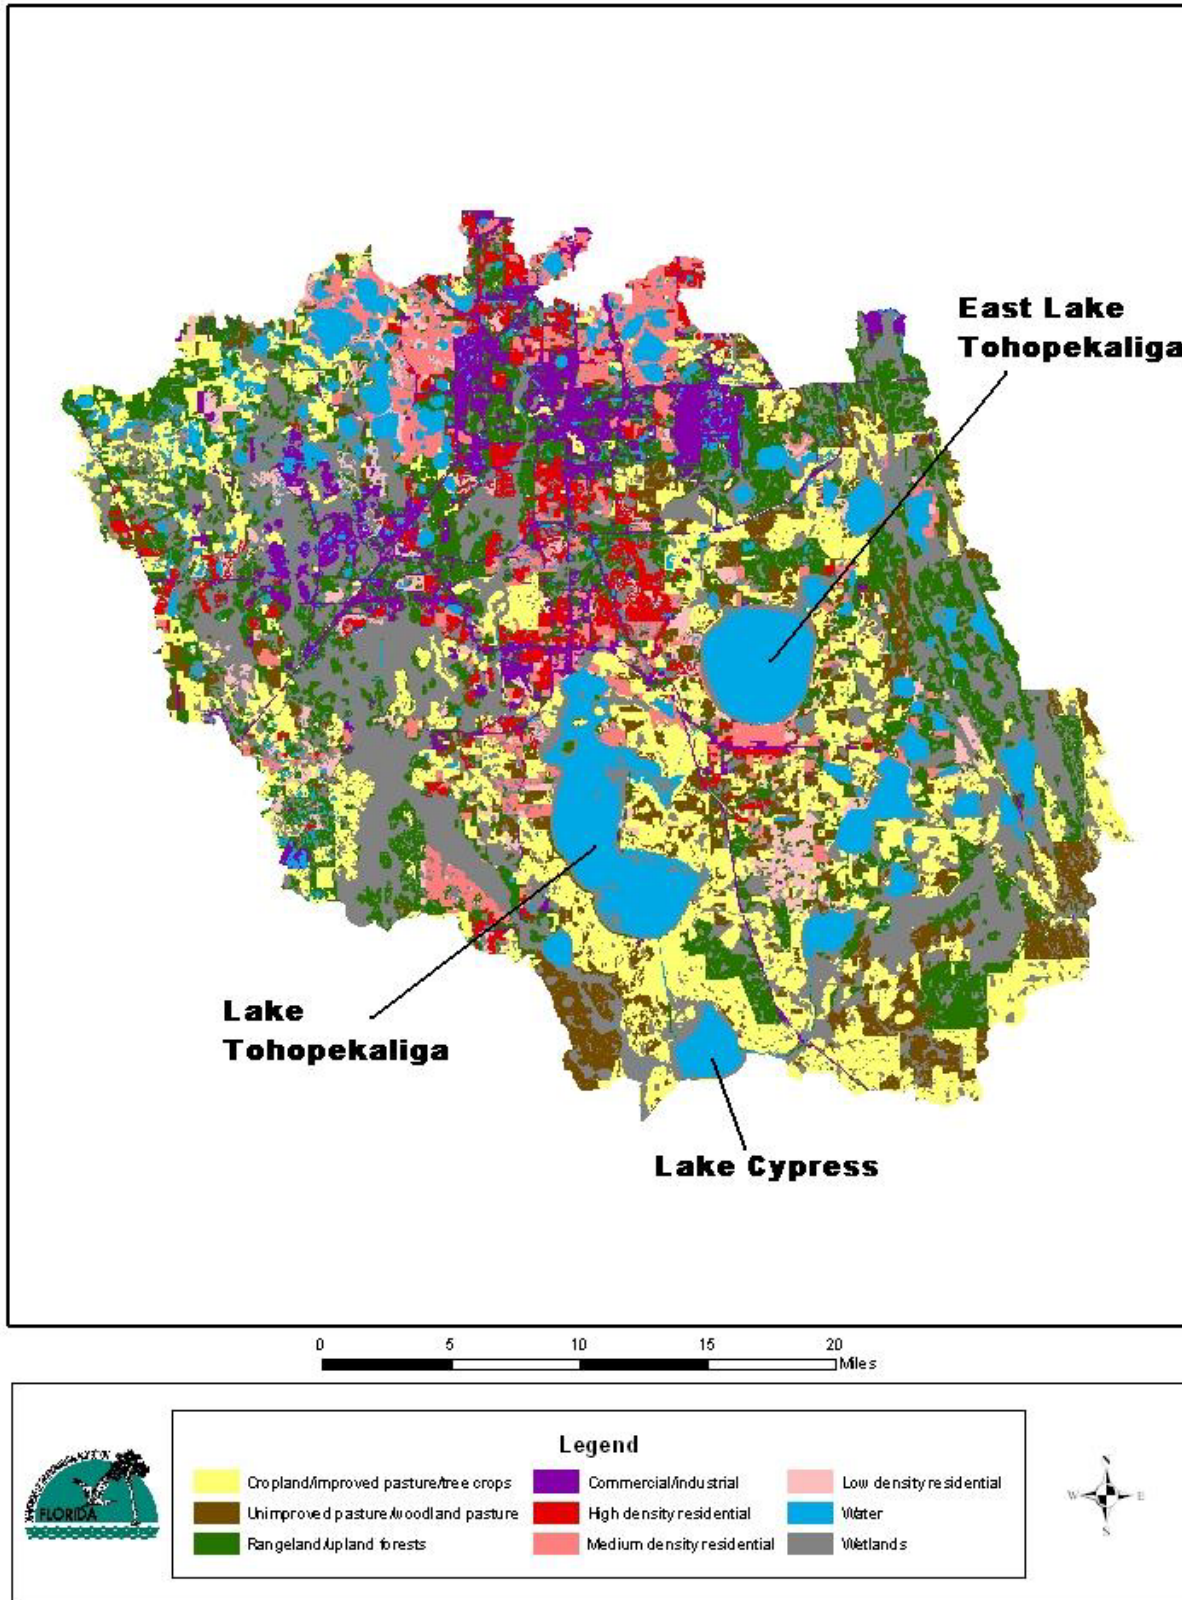 East Lake
Tohopekaliga
Lake
Tohopekaliga
Lake Cypress
0 5 10 15 20
Miles
Legend
Cropland/improved pasture/tree crops
Unimproved pasture/woodland pasture
Rangeland/upland forests
Commercial/industrial
High density residential
Medium density residential
Low density residential
Water
Wetlands
FLORIDA
N
W E
S